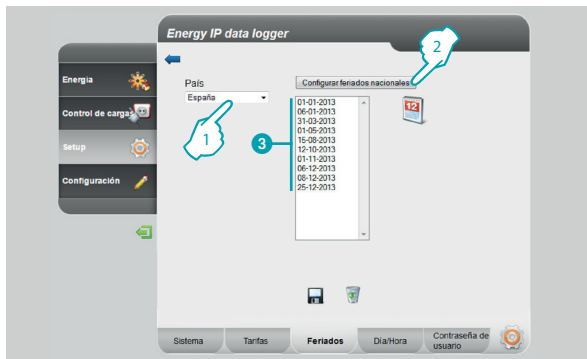 Energy IP data logger
2
Energía
Control de cargas
Setup
Configuración
País
España
1
Configurar feriados nacionales
12
3
01-01-2013
06-01-2013
31-03-2013
01-05-2013
15-08-2013
12-10-2013
01-11-2013
06-12-2013
08-12-2013
25-12-2013
Sistema
Tarifas
Feriados
Día/Hora
Contraseña de
usuario